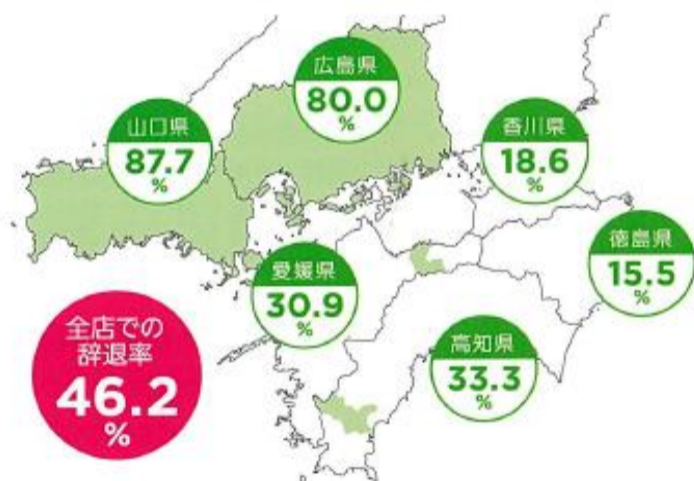 広島県
80.0
%
山口県
87.7
%
香川県
18.6
%
徳島県
15.5
%
愛媛県
30.9
%
高知県
33.3
%
全店での
辞退率
46.2
%